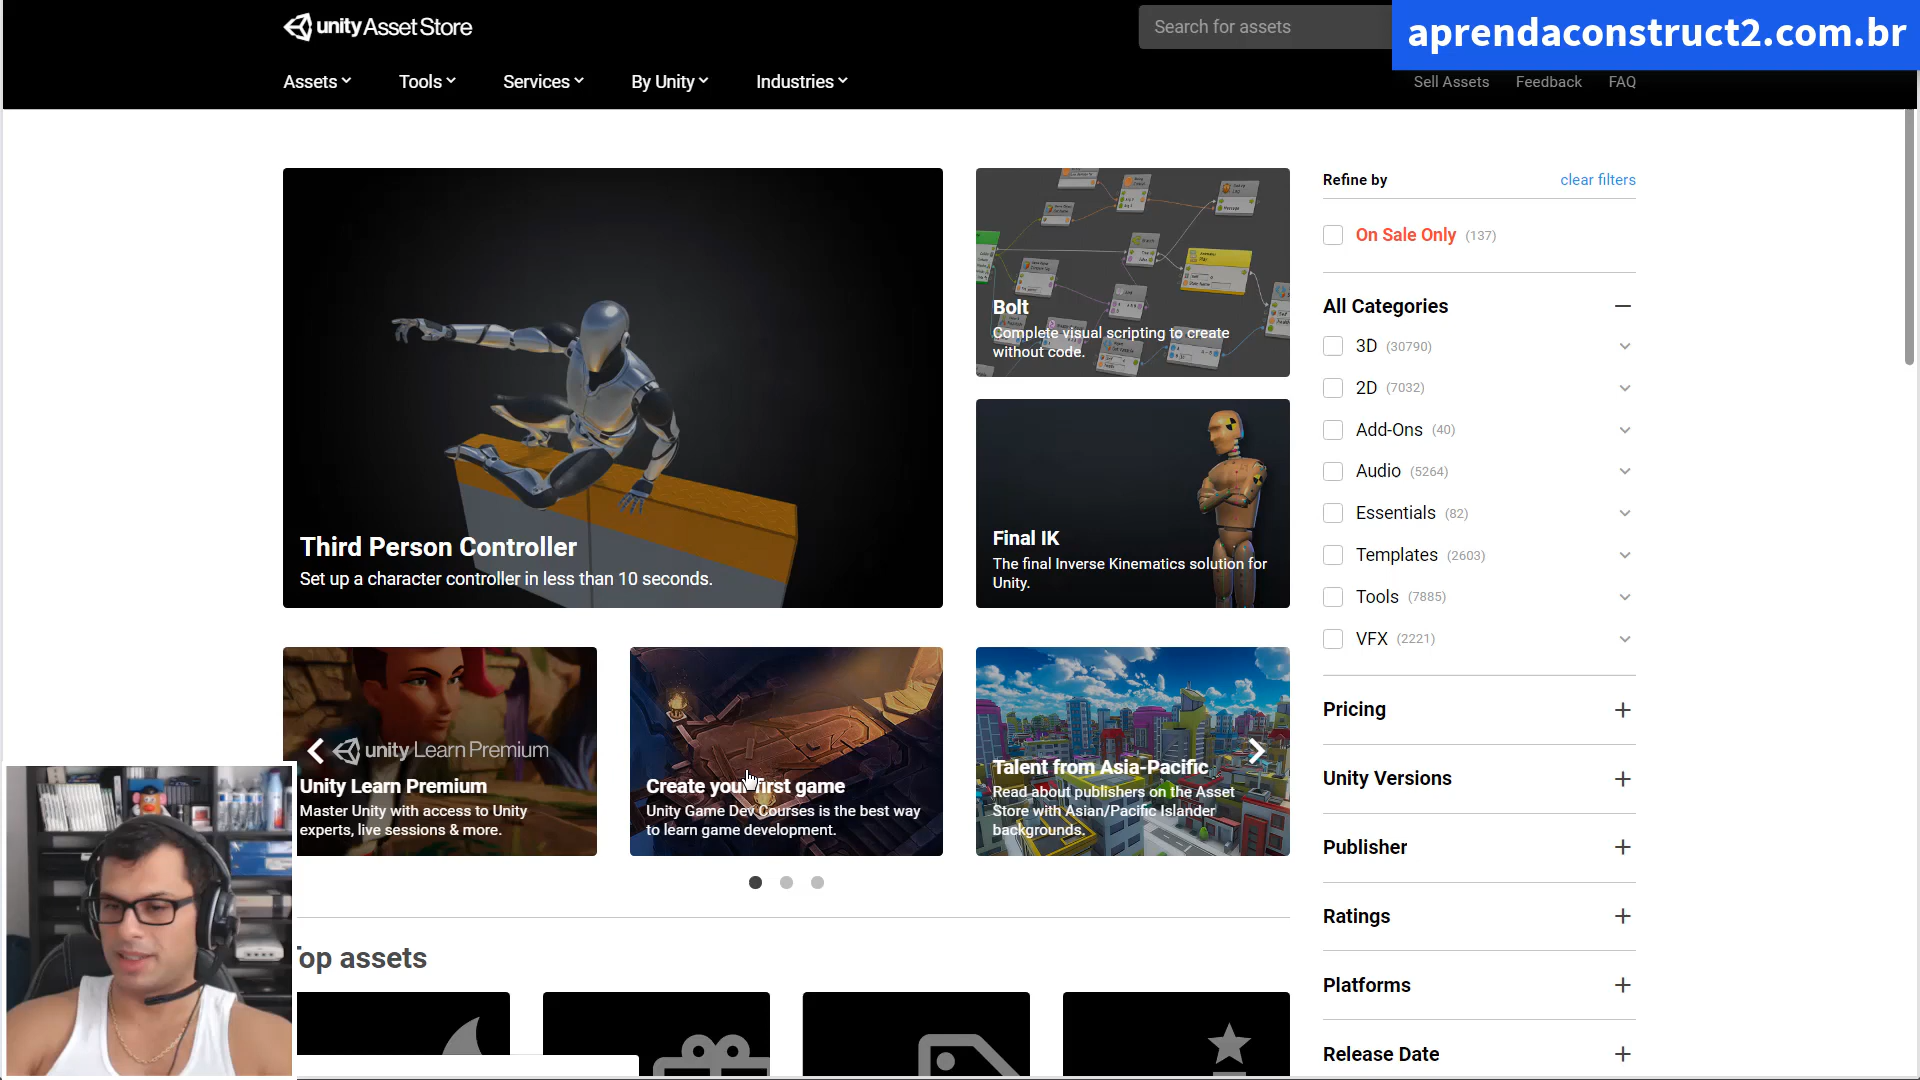 unity Asset Store
Search for assets
aprendaconstruct2.com.br
Assets
Tools
Services
By Unity
Industries
Sell Assets
Feedback
FAQ
Third Person Controller
Set up a character controller in less than 10 seconds.
Bolt
Complete visual scripting to create
without code.
Final IK
The final Inverse Kinematics solution for
Unity.
unity Learn Premium
Unity Learn Premium
Master Unity with access to Unity
experts, live sessions & more.
Create your first game
Unity Game Dev Courses is the best way
to learn game development.
Talent from Asia-Pacific
Read about publishers on the Asset
Store with Asian/Pacific Islander
backgrounds.
Top assets
Refine by
clear filters
On Sale Only (137)
All Categories
3D (30790)
2D (7032)
Add-Ons (40)
Audio (5264)
Essentials (82)
Templates (2603)
Tools (7885)
VFX (2221)
Pricing
Unity Versions
Publisher
Ratings
Platforms
Release Date